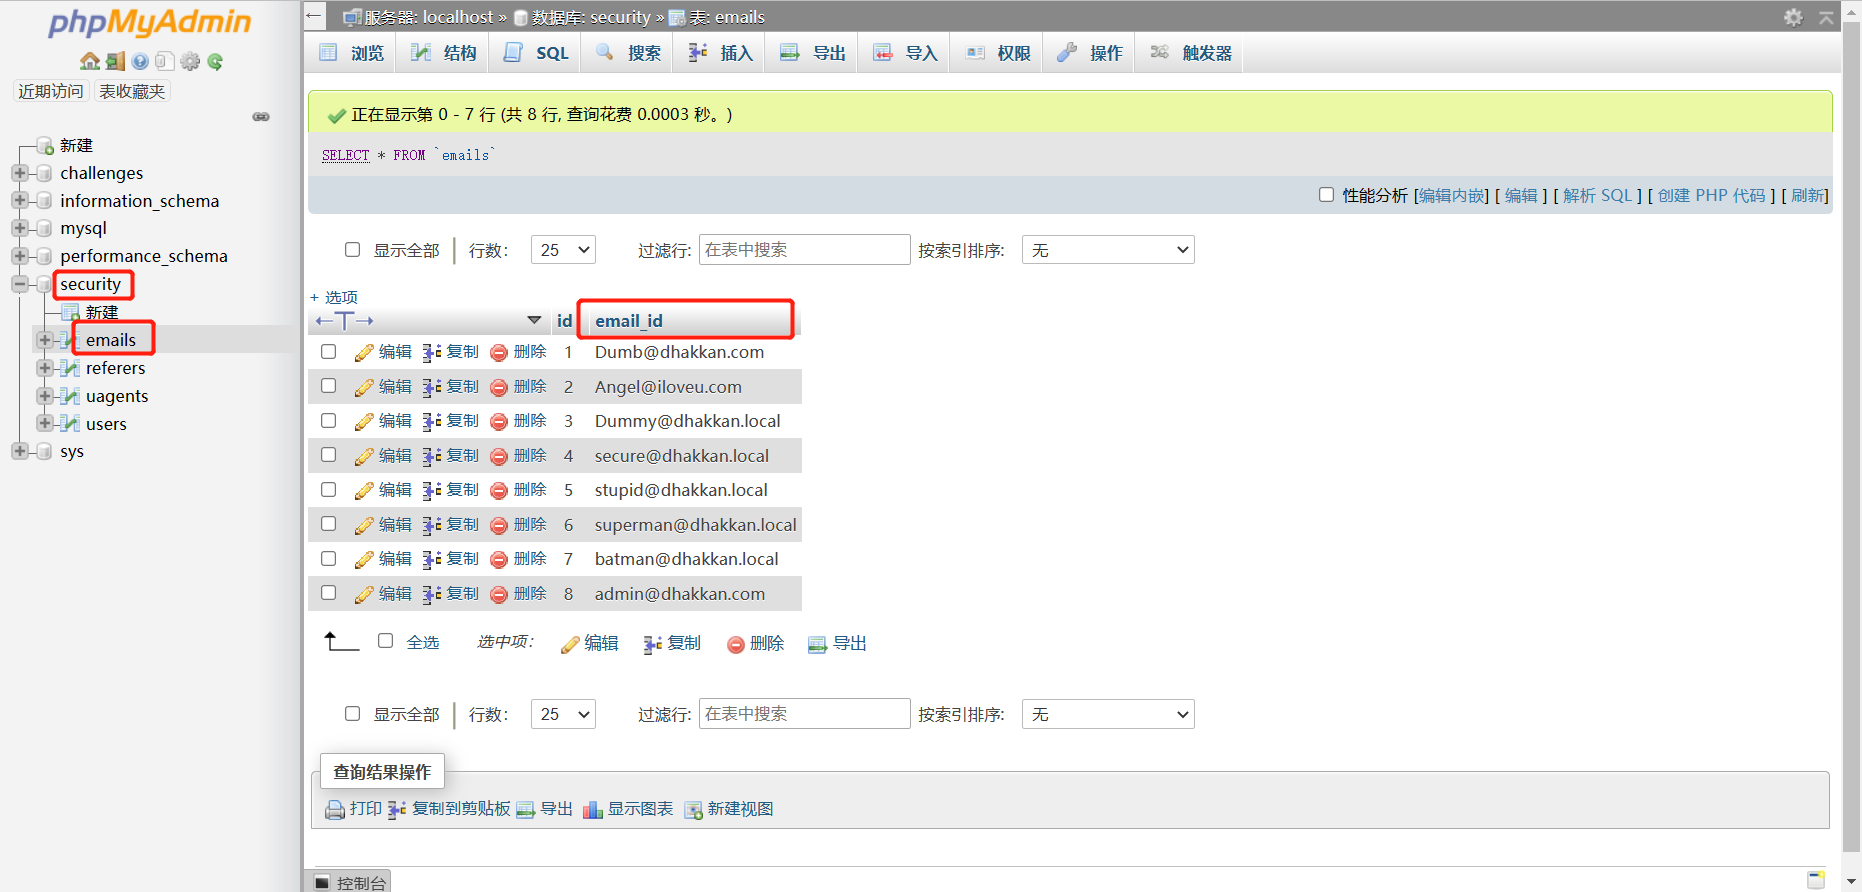 phpMyAdmin
近期访问 表收藏夹
新建
challenges
information_schema
mysql
performance_schema
security
新建
emails
referers
uagents
users
sys
服务器: localhost » 数据库: security » 表: emails
浏览 结构 SQL 搜索 插入 导出 导入 权限 操作 触发器
正在显示第 0 - 7 行 (共 8 行, 查询花费 0.0003 秒。)
SELECT * FROM `emails`
性能分析 [编辑内嵌] [ 编辑 ] [ 解析 SQL ] [ 创建 PHP 代码 ] [ 刷新]
显示全部 行数: 25 过滤行: 在表中搜索 按索引排序: 无
+ 选项
←T→ id email_id
编辑 复制 删除 1 Dumb@dhakkan.com
编辑 复制 删除 2 Angel@iloveu.com
编辑 复制 删除 3 Dummy@dhakkan.local
编辑 复制 删除 4 secure@dhakkan.local
编辑 复制 删除 5 stupid@dhakkan.local
编辑 复制 删除 6 superman@dhakkan.local
编辑 复制 删除 7 batman@dhakkan.local
编辑 复制 删除 8 admin@dhakkan.com
全选 选中项: 编辑 复制 删除 导出
显示全部 行数: 25 过滤行: 在表中搜索 按索引排序: 无
查询结果操作
打印 复制到剪贴板 导出 显示图表 新建视图
控制台